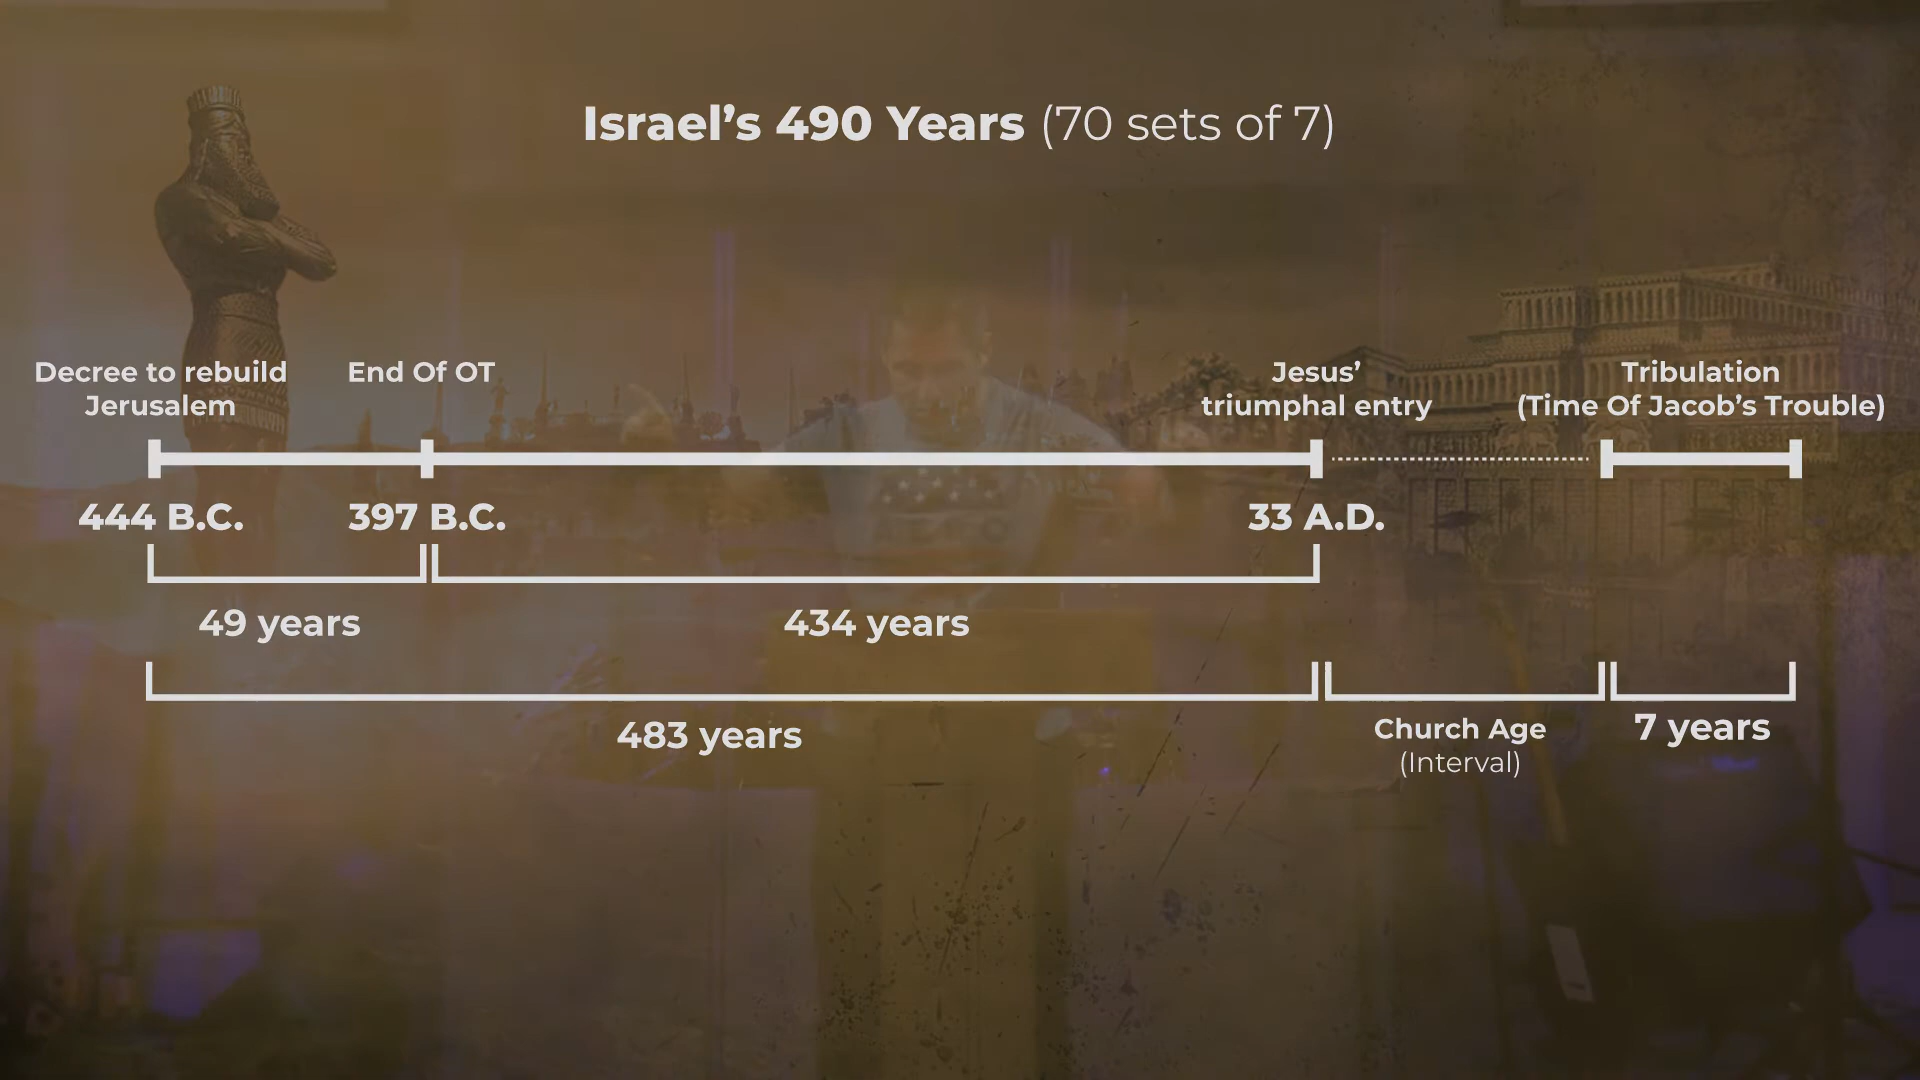 Israel’s 490 Years (70 sets of 7)
Decree to rebuild
Jerusalem
End Of OT
Jesus’
triumphal entry
Tribulation
(Time Of Jacob’s Trouble)
444 B.C.
397 B.C.
33 A.D.
49 years
434 years
483 years
Church Age
(Interval)
7 years